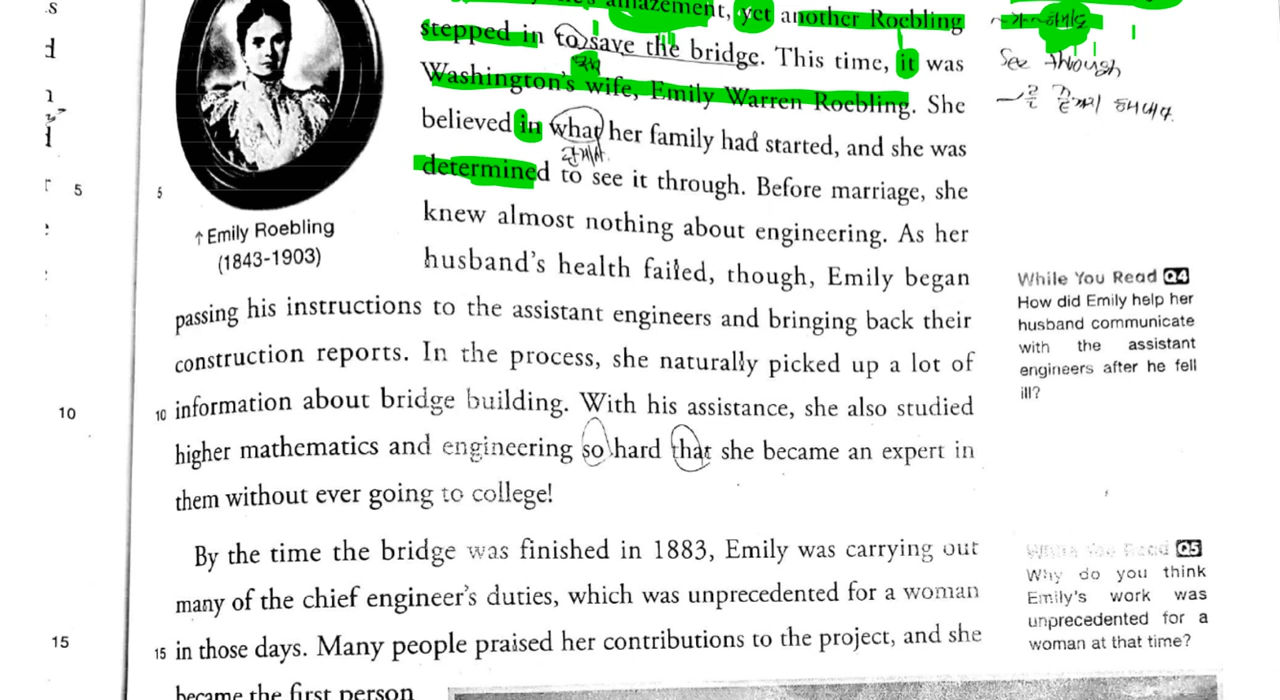 amazement, yet another Roebling
stepped in to save the bridge. This time, it was
Washington's wife, Emily Warren Roebling. She
believed in what her family had started, and she was
determined to see it through. Before marriage, she
knew almost nothing about engineering. As her
husband's health failed, though, Emily began
passing his instructions to the assistant engineers and bringing back their
construction reports. In the process, she naturally picked up a lot of
information about bridge building. With his assistance, she also studied
higher mathematics and engineering so hard that she became an expert in
them without ever going to college!
By the time the bridge was finished in 1883, Emily was carrying out
many of the chief engineer's duties, which was unprecedented for a woman
in those days. Many people praised her contributions to the project, and she
became the first person
↑Emily Roebling
(1843-1903)
See through
While You Read Q4
How did Emily help her
husband communicate
with the assistant
engineers after he fell
ill?
While You Read Q5
Why do you think
Emily's work was
unprecedented for a
woman at that time?
5
5
10
10
15
15